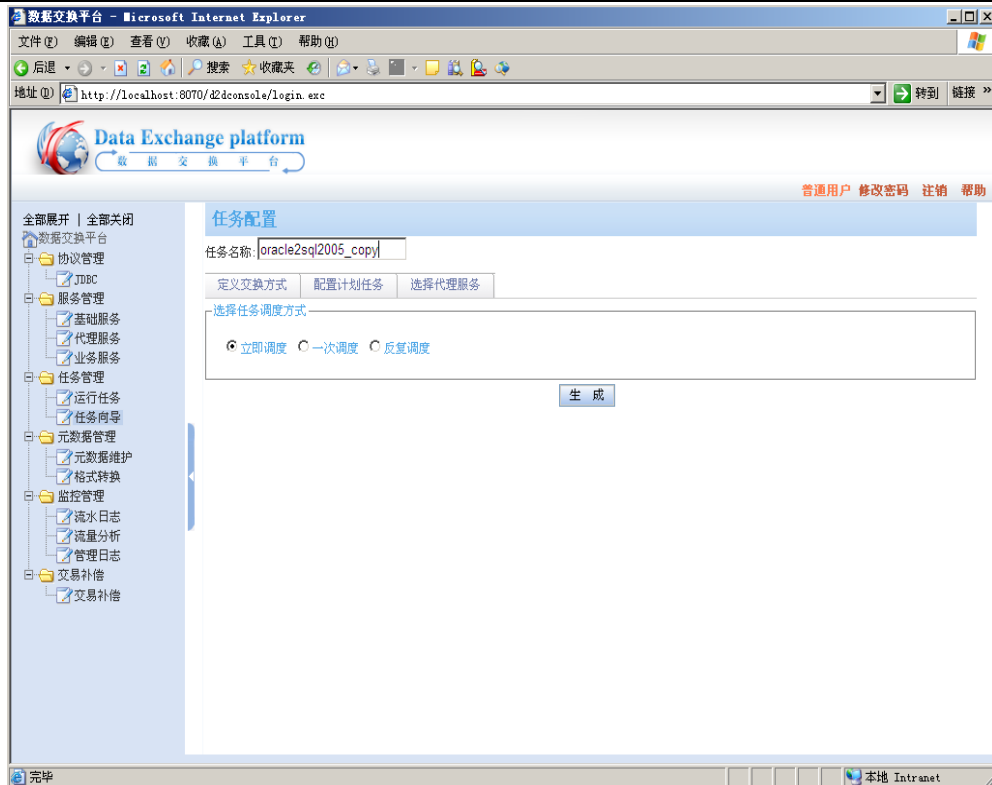 数据交换平台 - Microsoft Internet Explorer
文件(F) 编辑(E) 查看(V) 收藏(A) 工具(T) 帮助(H)
后退 搜索 收藏夹
地址(D) http://localhost:8070/d2dconsole/login.exc 转到 链接 »
Data Exchange platform
数 据 交 换 平 台
普通用户 修改密码 注销 帮助
全部展开 | 全部关闭
数据交换平台
协议管理
JDBC
服务管理
基础服务
代理服务
业务服务
任务管理
运行任务
任务向导
元数据管理
元数据维护
格式转换
监控管理
流水日志
流量分析
管理日志
交易补偿
交易补偿
任务配置
任务名称: oracle2sql2005_copy
定义交换方式 配置计划任务 选择代理服务
选择任务调度方式
立即调度 一次调度 反复调度
生 成
完毕 本地 Intranet